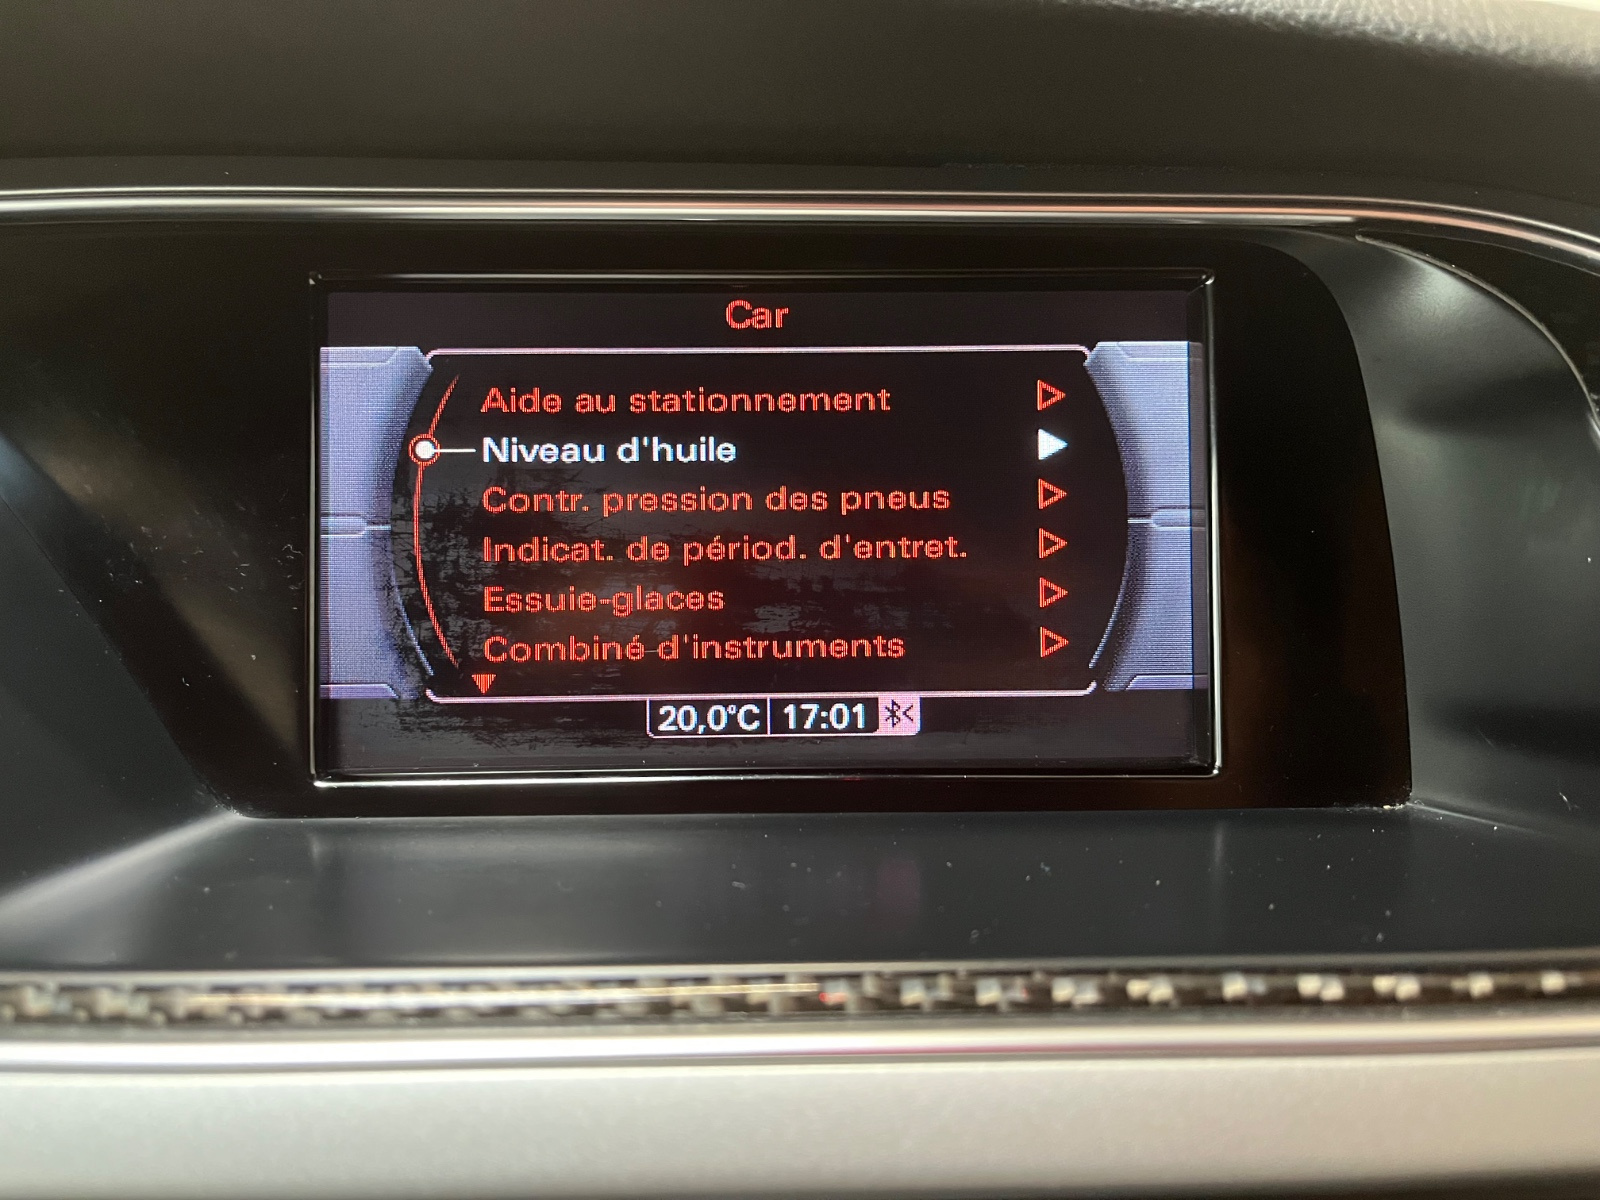 Car
Aide au stationnement
Niveau d'huile
Contr. pression des pneus
Indicat. de périod. d'entret.
Essuie-glaces
Combiné d'instruments
20,0°C 17:01